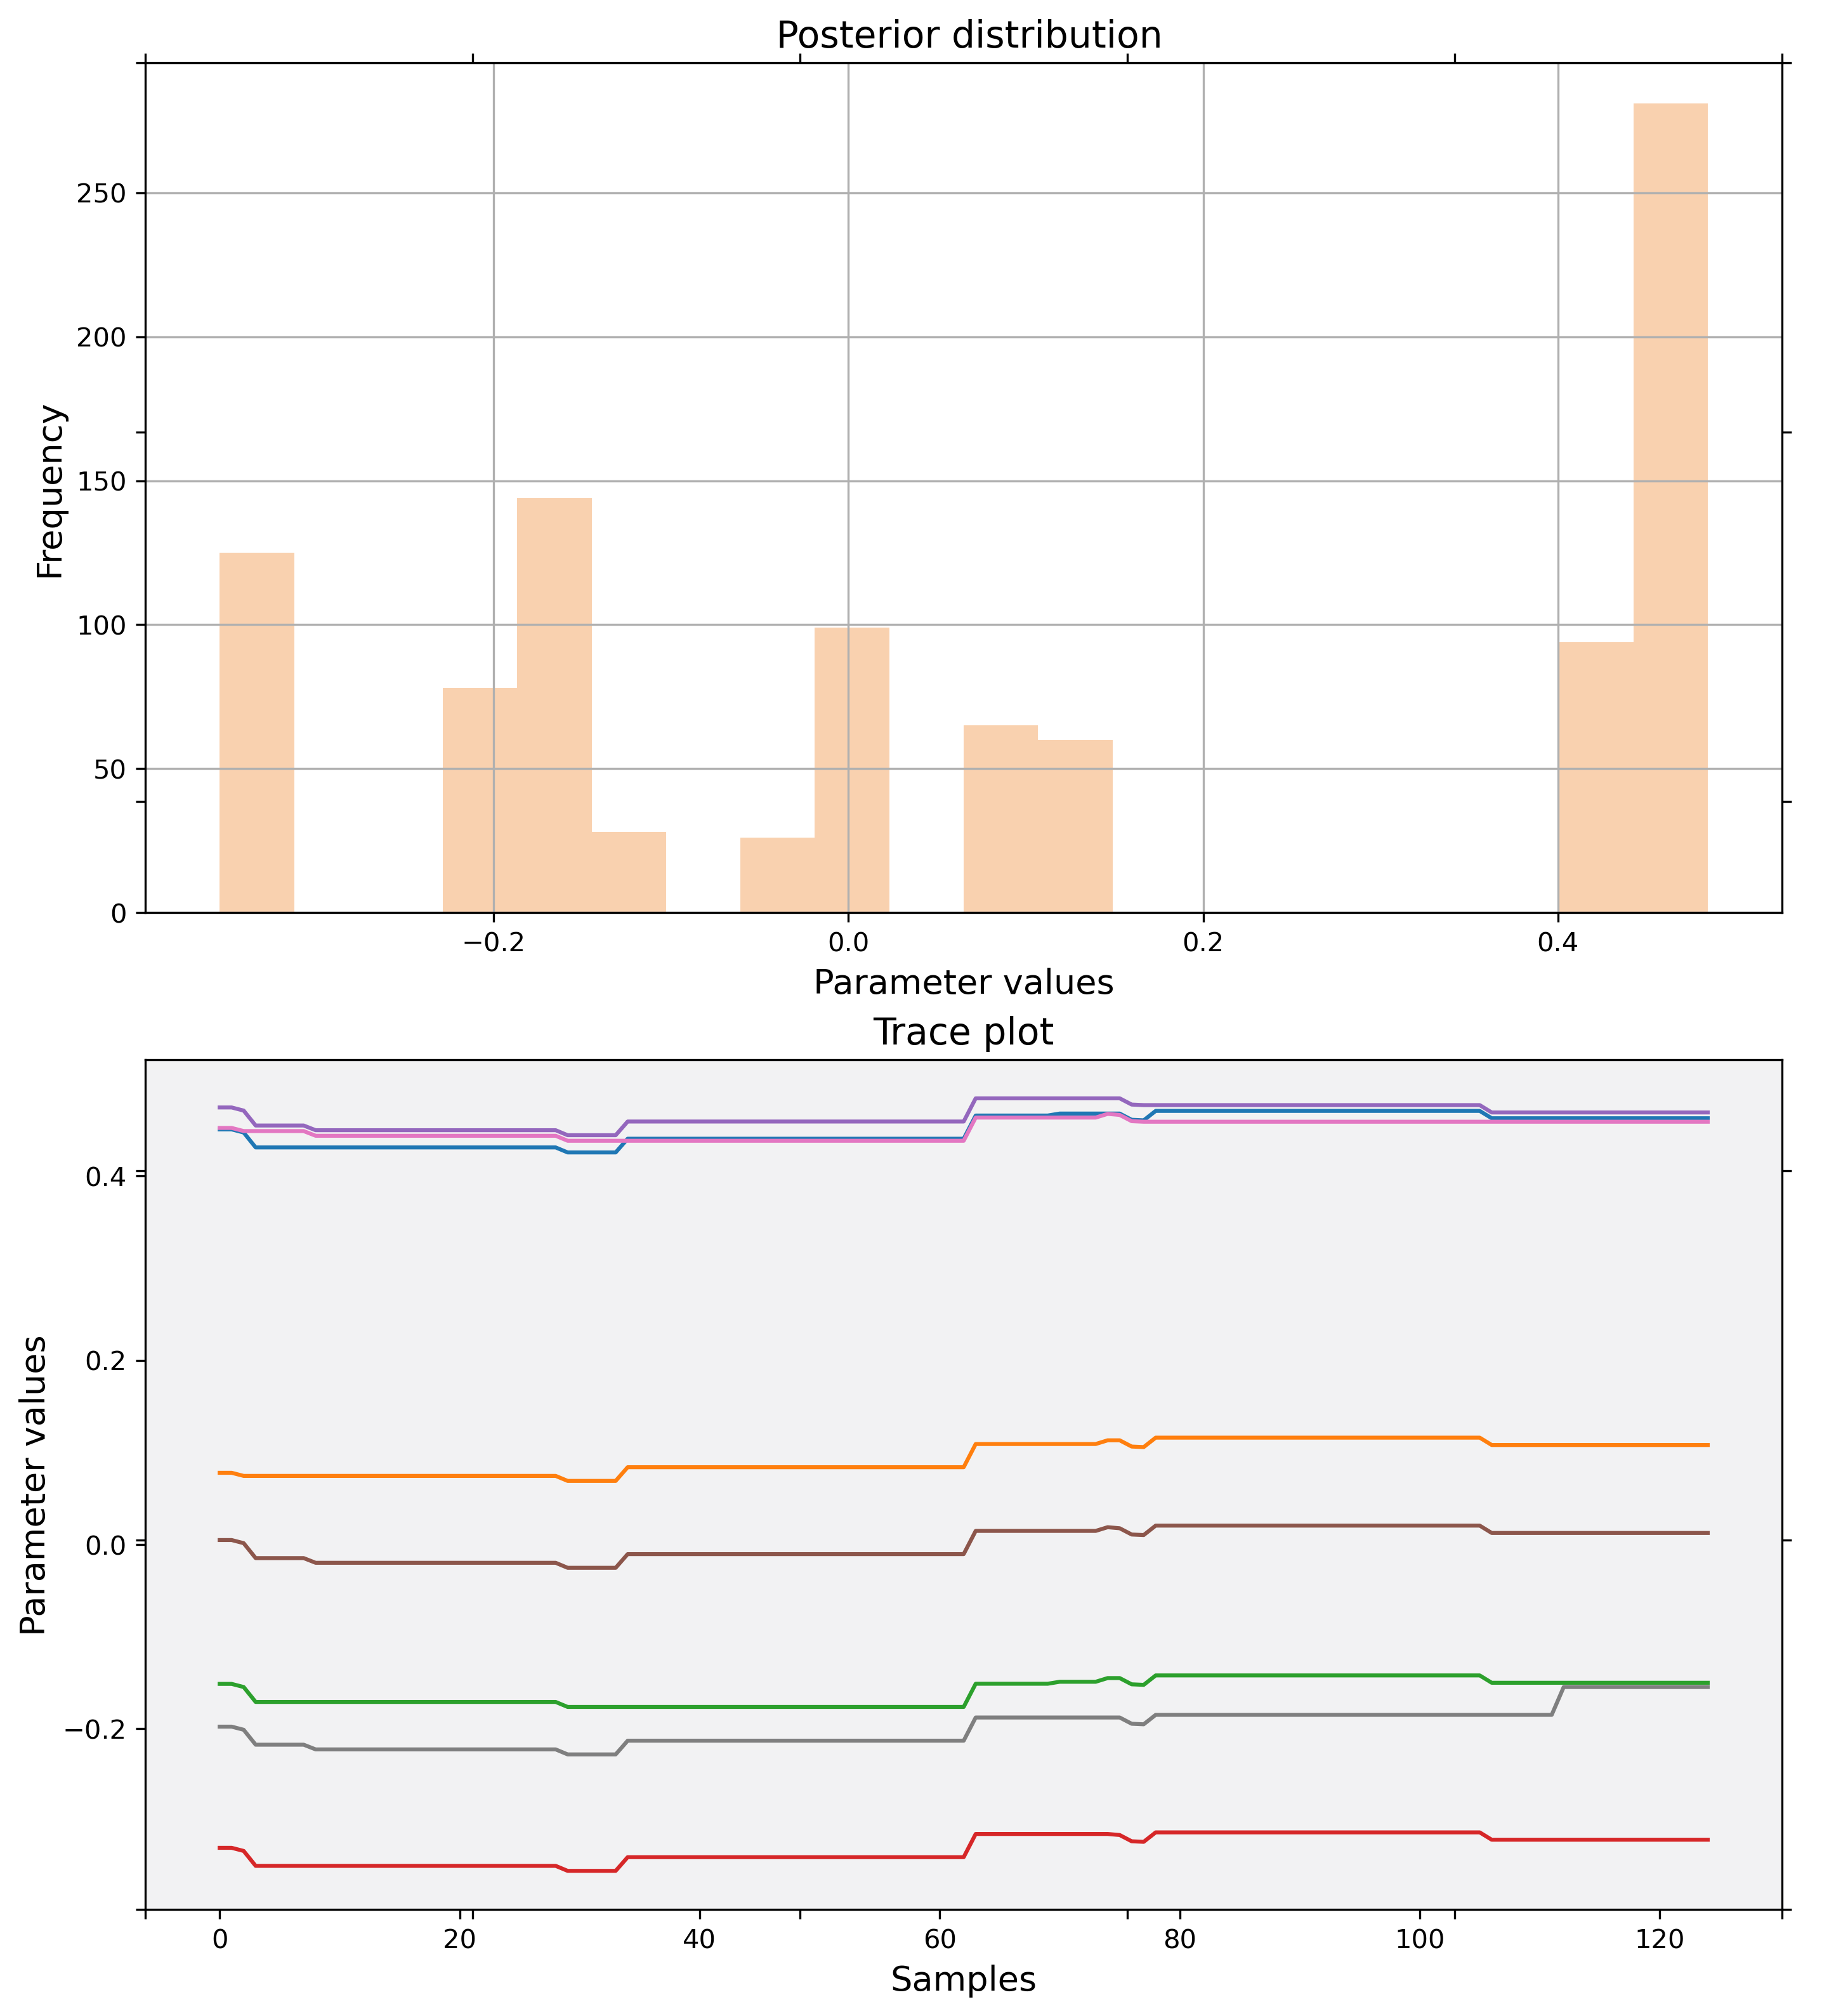 Posterior distribution
250
200
150
100
50
0
Frequency
−0.2 0.0 0.2 0.4
Parameter values
Trace plot
0.4
0.2
0.0
−0.2
Parameter values
0 20 40 60 80 100 120
Samples